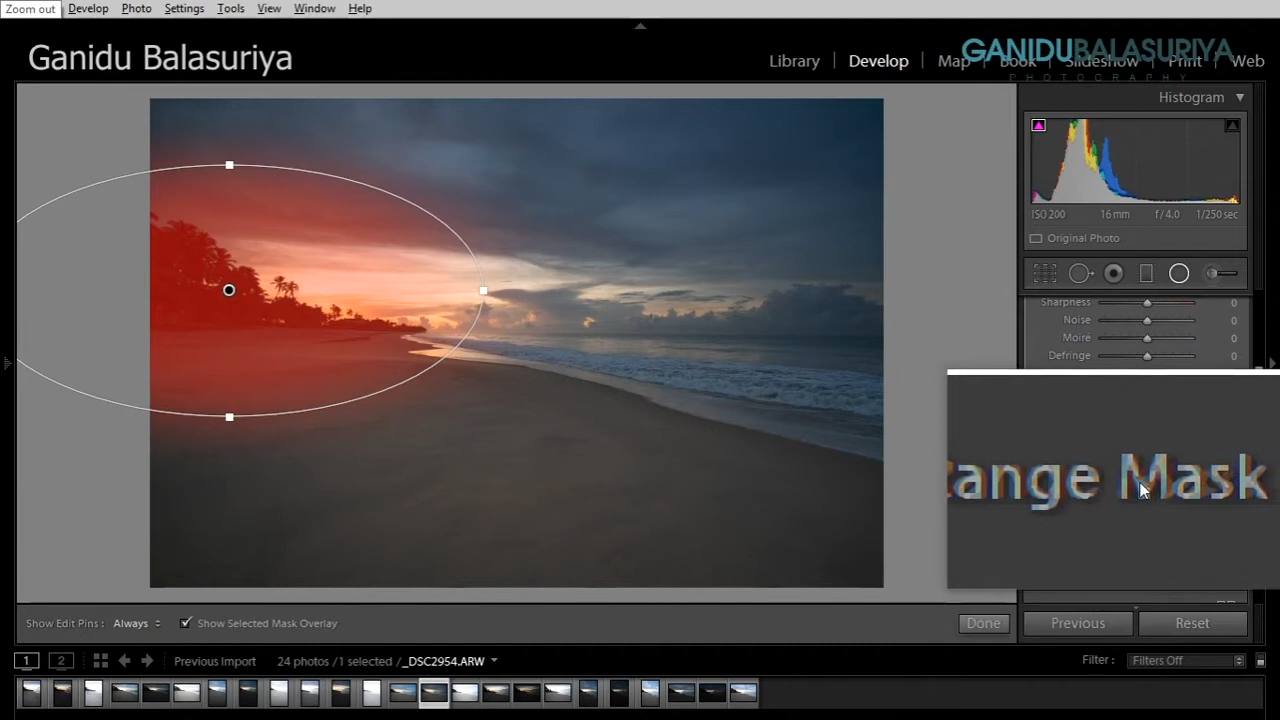 Zoom out Develop Photo Settings Tools View Window Help
Ganidu Balasuriya
GANIDUBALASURIYA
PHOTOGRAPHY
Library Develop Map Book Slideshow Print Web
Histogram
ISO 200 16 mm f / 4.0 1/250 sec
Original Photo
Sharpness 0
Noise 0
Moire 0
Defringe 0
ange Mask
Show Edit Pins : Always Show Selected Mask Overlay Done Previous Reset
1 2 Previous Import 24 photos / 1 selected / _DSC2954.ARW Filter : Filters Off